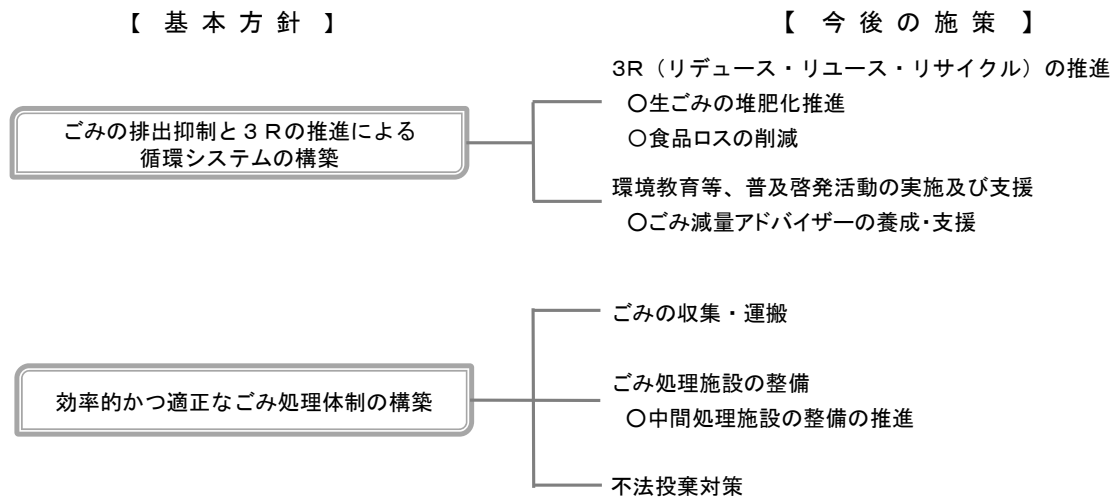 【 基 本 方 針 】
【 今 後 の 施 策 】
ごみの排出抑制と3Rの推進による
循環システムの構築
3R（リデュース・リユース・リサイクル）の推進
○生ごみの堆肥化推進
○食品ロスの削減
環境教育等、普及啓発活動の実施及び支援
○ごみ減量アドバイザーの養成・支援
効率的かつ適正なごみ処理体制の構築
ごみの収集・運搬
ごみ処理施設の整備
○中間処理施設の整備の推進
不法投棄対策